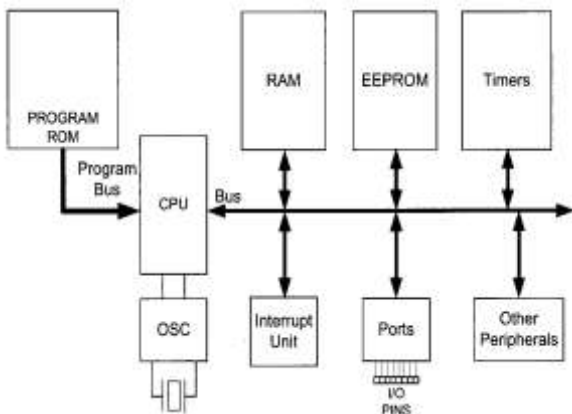 PROGRAM
ROM
RAM
EEPROM
Timers
Program
Bus
CPU
Bus
OSC
Interrupt
Unit
Ports
Other
Peripherals
I/O
PINS